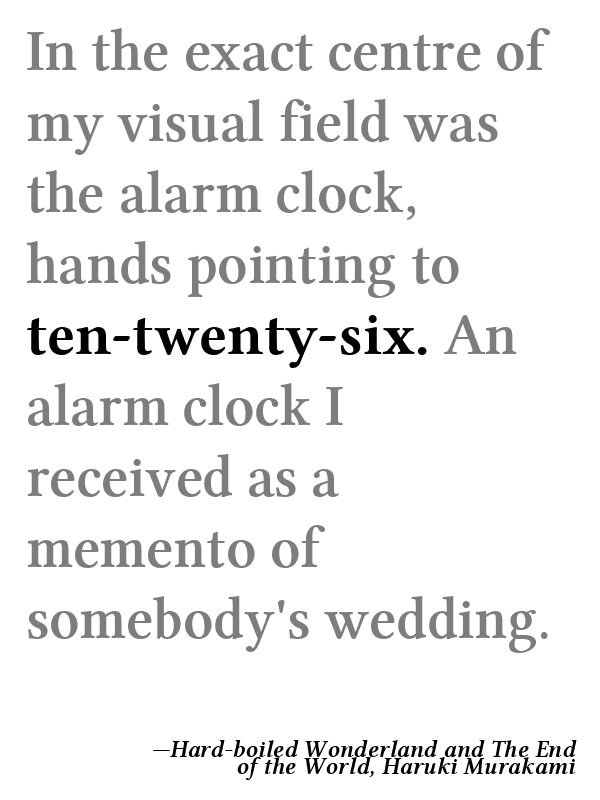 In the exact centre of
my visual field was
the alarm clock,
hands pointing to
ten-twenty-six. An
alarm clock I
received as a
memento of
somebody's wedding.
—Hard-boiled Wonderland and The End
of the World, Haruki Murakami